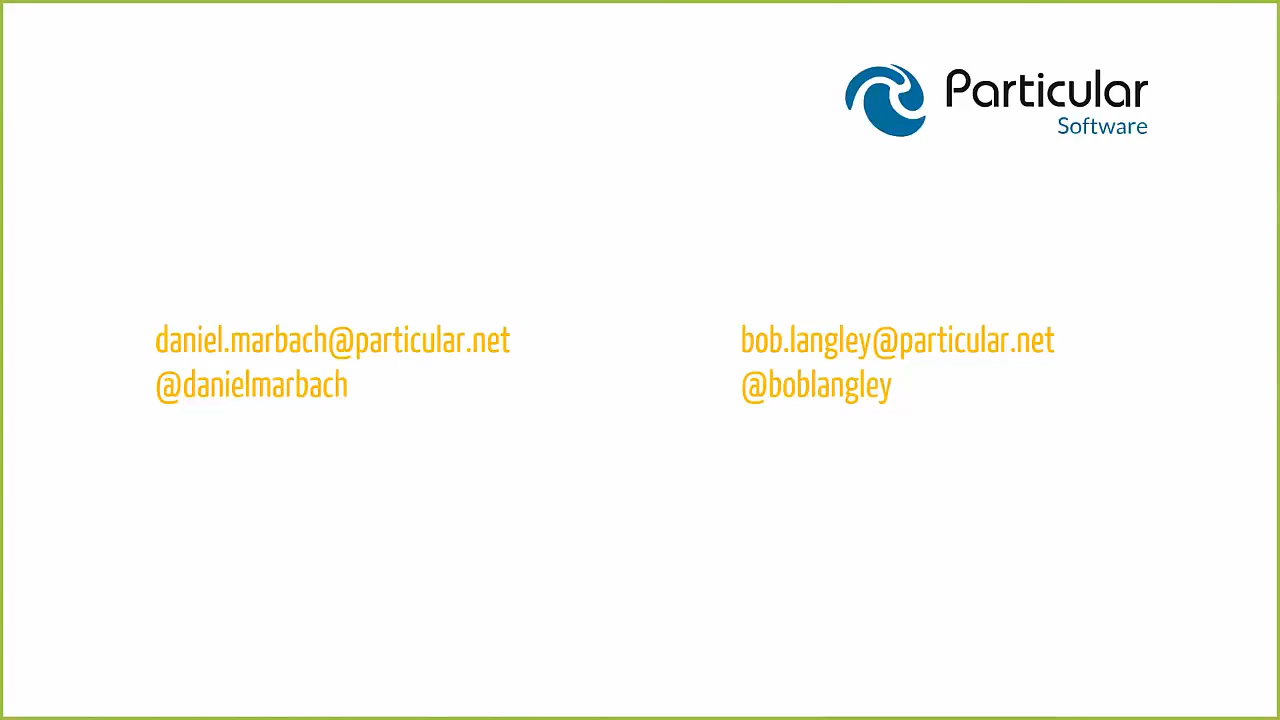 Particular
Software
daniel.marbach@particular.net
@danielmarbach
bob.langley@particular.net
@boblangley